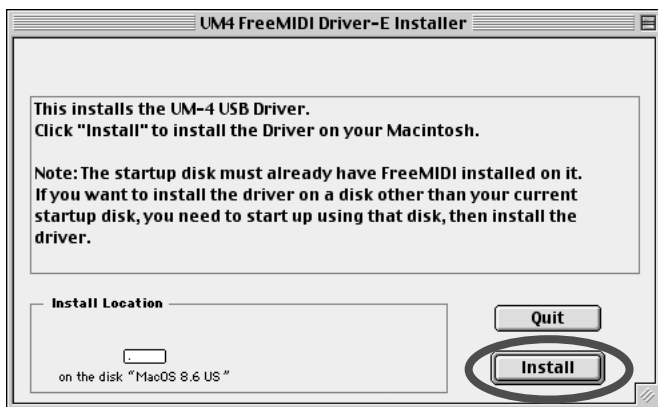 UM4 FreeMIDI Driver-E Installer
This installs the UM-4 USB Driver.
Click "Install" to install the Driver on your Macintosh.
Note: The startup disk must already have FreeMIDI installed on it.
If you want to install the driver on a disk other than your current
startup disk, you need to start up using that disk, then install the
driver.
Install Location
on the disk “MacOS 8.6 US”
Quit
Install